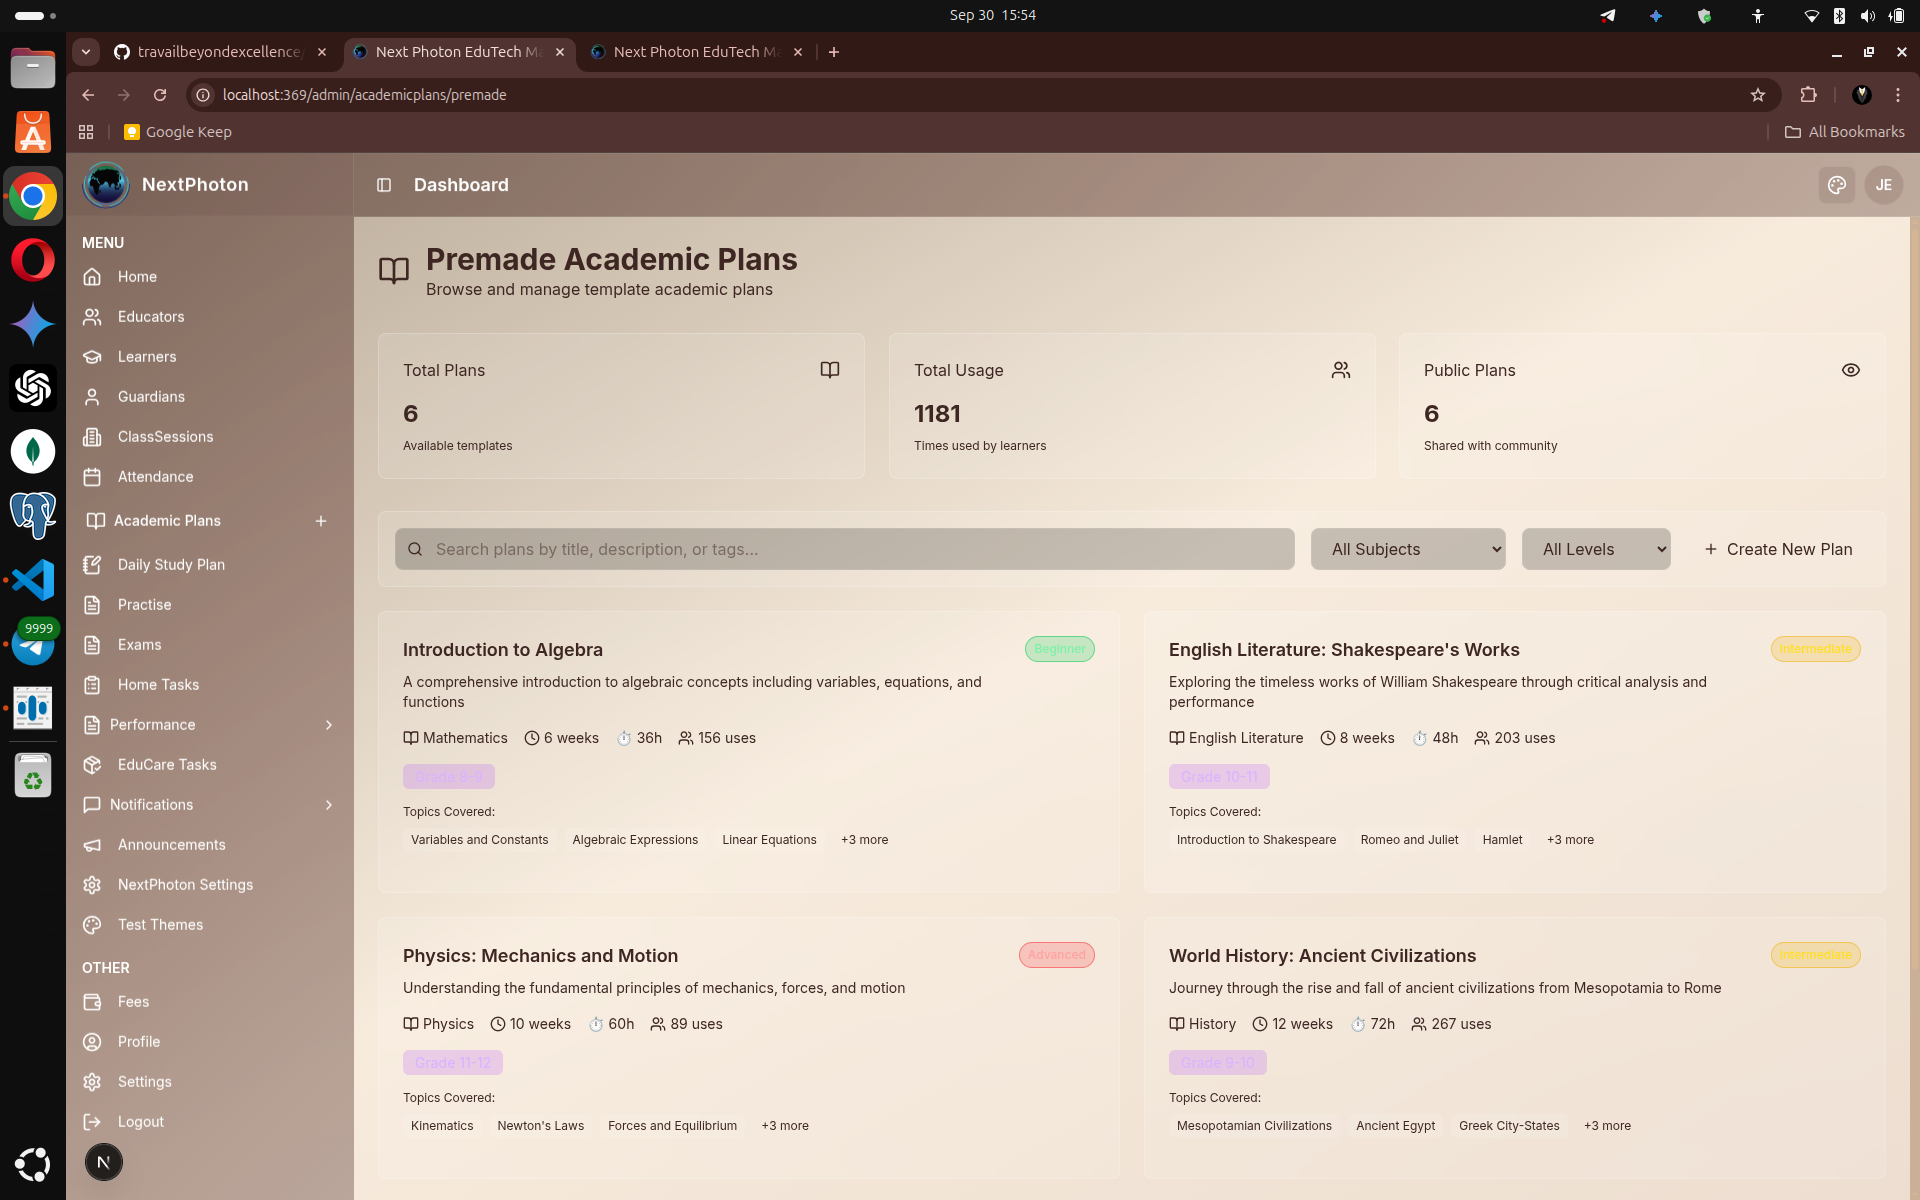 Sep 30 15:54
travailbeyondexcellence
Next Photon EduTech Ma
Next Photon EduTech Ma
localhost:369/admin/academicplans/premade
Google Keep
All Bookmarks
NextPhoton
Dashboard
JE
MENU
Home
Educators
Learners
Guardians
ClassSessions
Attendance
Academic Plans
Daily Study Plan
Practise
Exams
Home Tasks
Performance
EduCare Tasks
Notifications
Announcements
NextPhoton Settings
Test Themes
OTHER
Fees
Profile
Settings
Logout
N
9999
Premade Academic Plans
Browse and manage template academic plans
Total Plans
6
Available templates
Total Usage
1181
Times used by learners
Public Plans
6
Shared with community
Search plans by title, description, or tags...
All Subjects
All Levels
Create New Plan
Introduction to Algebra
Beginner
A comprehensive introduction to algebraic concepts including variables, equations, and
functions
Mathematics 6 weeks 36h 156 uses
Grade 8-9
Topics Covered:
Variables and Constants Algebraic Expressions Linear Equations +3 more
English Literature: Shakespeare's Works
Intermediate
Exploring the timeless works of William Shakespeare through critical analysis and
performance
English Literature 8 weeks 48h 203 uses
Grade 10-11
Topics Covered:
Introduction to Shakespeare Romeo and Juliet Hamlet +3 more
Physics: Mechanics and Motion
Advanced
Understanding the fundamental principles of mechanics, forces, and motion
Physics 10 weeks 60h 89 uses
Grade 11-12
Topics Covered:
Kinematics Newton's Laws Forces and Equilibrium +3 more
World History: Ancient Civilizations
Intermediate
Journey through the rise and fall of ancient civilizations from Mesopotamia to Rome
History 12 weeks 72h 267 uses
Grade 9-10
Topics Covered:
Mesopotamian Civilizations Ancient Egypt Greek City-States +3 more